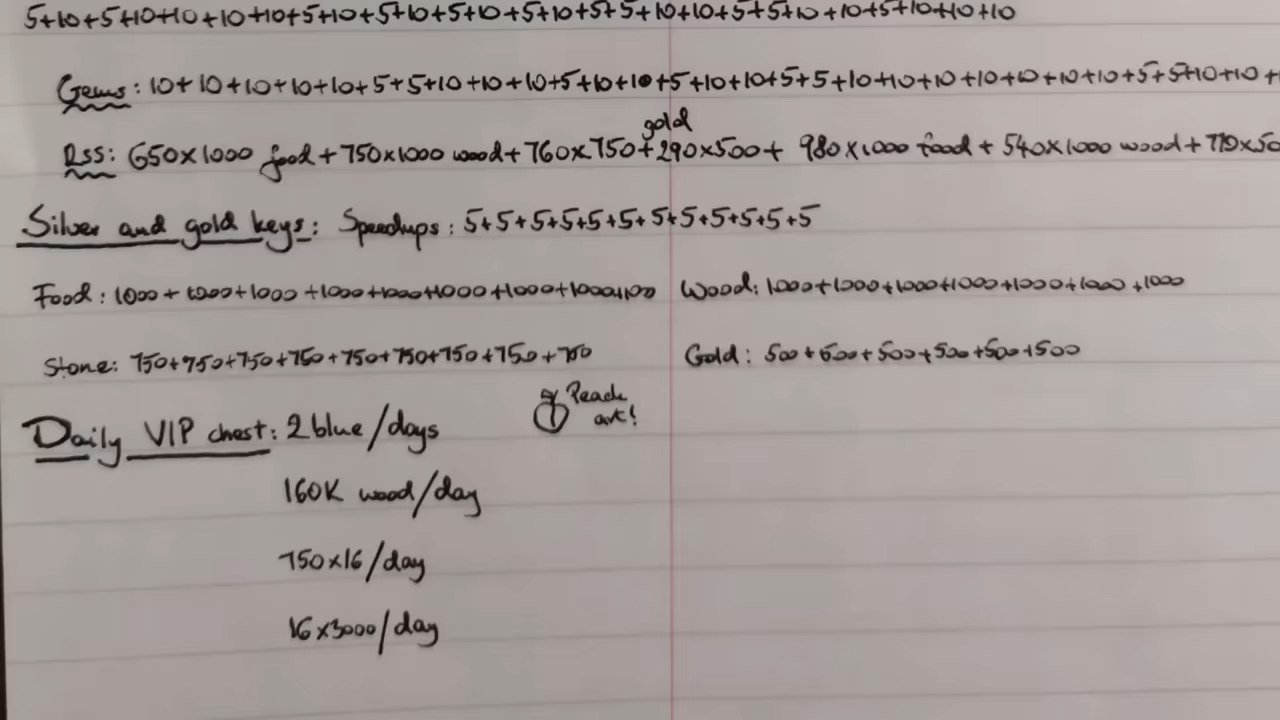 5+10+5+10+10+10+10+5+10+5+10+5+10+5+10+5+5+10+10+5+5+10+10+5+10+10+10
Gems: 10+10+10+10+10+5+5+10+10+10+5+10+10+5+10+10+5+5+10+10+10+10+10+10+10+5+5+10+10+
gold
Rss: 650x1000 food+750x1000 wood+760x750+290x500+ 980x1000 food+540x1000 wood+770x50
Silver and gold keys: Speedups: 5+5+5+5+5+5+5+5+5+5+5+5
Food: 1000+1000+1000+1000+1000+1000+1000+1000+100 Wood: 1000+1000+1000+1000+1000+1000+1000
Stone: 750+750+750+750+750+750+750+750+750 Gold: 500+500+500+500+500+500
Peach
art!
Daily VIP chest: 2 blue/days
160K wood/day
750x16/day
16x3000/day